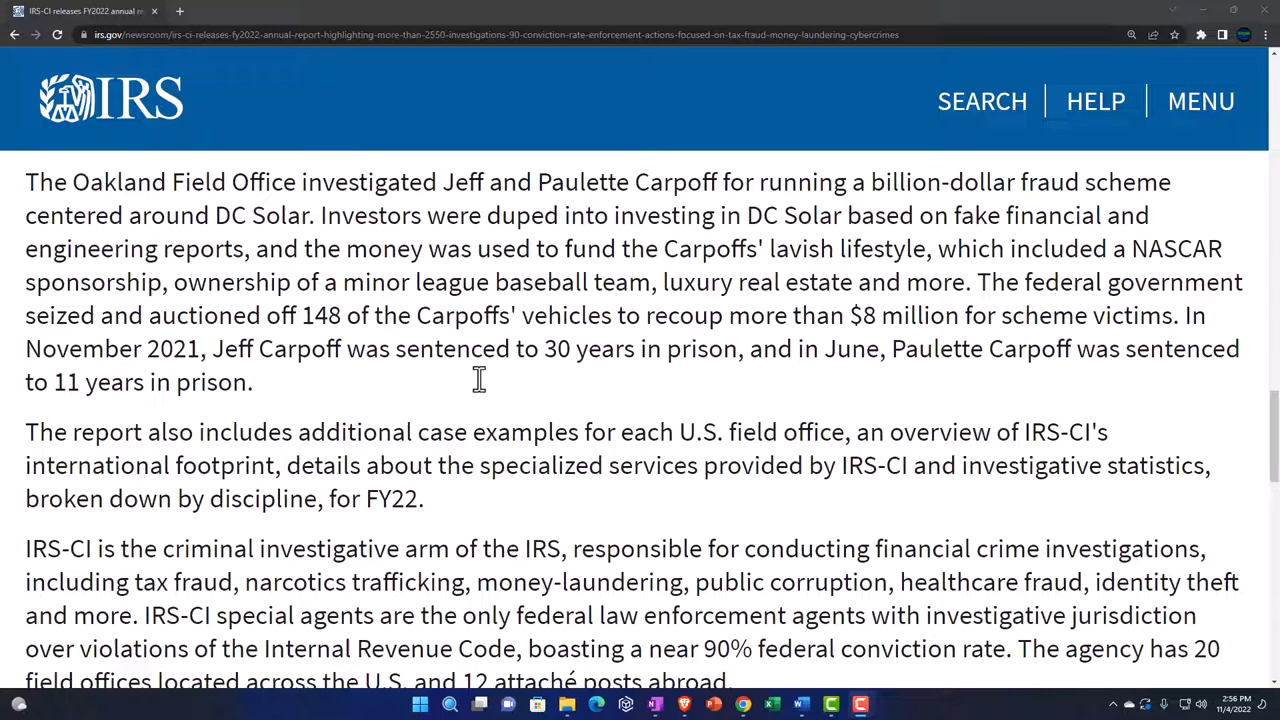 IRS-CI releases FY2022 annual re
irs.gov/newsroom/irs-ci-releases-fy2022-annual-report-highlighting-more-than-2550-investigations-90-conviction-rate-enforcement-actions-focused-on-tax-fraud-money-laundering-cybercrimes
IRS
SEARCH HELP MENU
The Oakland Field Office investigated Jeff and Paulette Carpoff for running a billion-dollar fraud scheme
centered around DC Solar. Investors were duped into investing in DC Solar based on fake financial and
engineering reports, and the money was used to fund the Carpoffs' lavish lifestyle, which included a NASCAR
sponsorship, ownership of a minor league baseball team, luxury real estate and more. The federal government
seized and auctioned off 148 of the Carpoffs' vehicles to recoup more than $8 million for scheme victims. In
November 2021, Jeff Carpoff was sentenced to 30 years in prison, and in June, Paulette Carpoff was sentenced
to 11 years in prison.
The report also includes additional case examples for each U.S. field office, an overview of IRS-CI's
international footprint, details about the specialized services provided by IRS-CI and investigative statistics,
broken down by discipline, for FY22.
IRS-CI is the criminal investigative arm of the IRS, responsible for conducting financial crime investigations,
including tax fraud, narcotics trafficking, money-laundering, public corruption, healthcare fraud, identity theft
and more. IRS-CI special agents are the only federal law enforcement agents with investigative jurisdiction
over violations of the Internal Revenue Code, boasting a near 90% federal conviction rate. The agency has 20
field offices located across the U.S. and 12 attaché posts abroad.
2:56 PM
11/4/2022